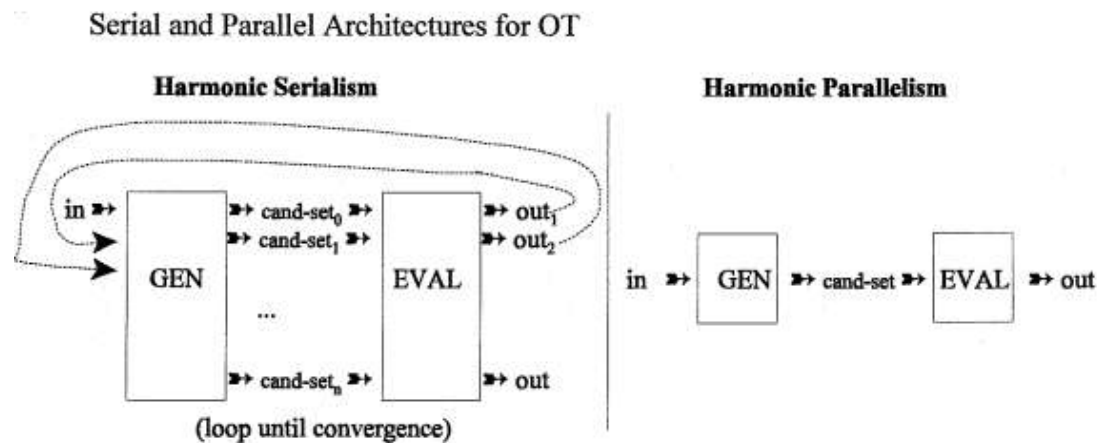 Serial and Parallel Architectures for OT
Harmonic Serialism
in
cand-set₀
out₁
cand-set₁
out₂
GEN
EVAL
...
cand-setₙ
out
(loop until convergence)
Harmonic Parallelism
in
GEN
cand-set
EVAL
out